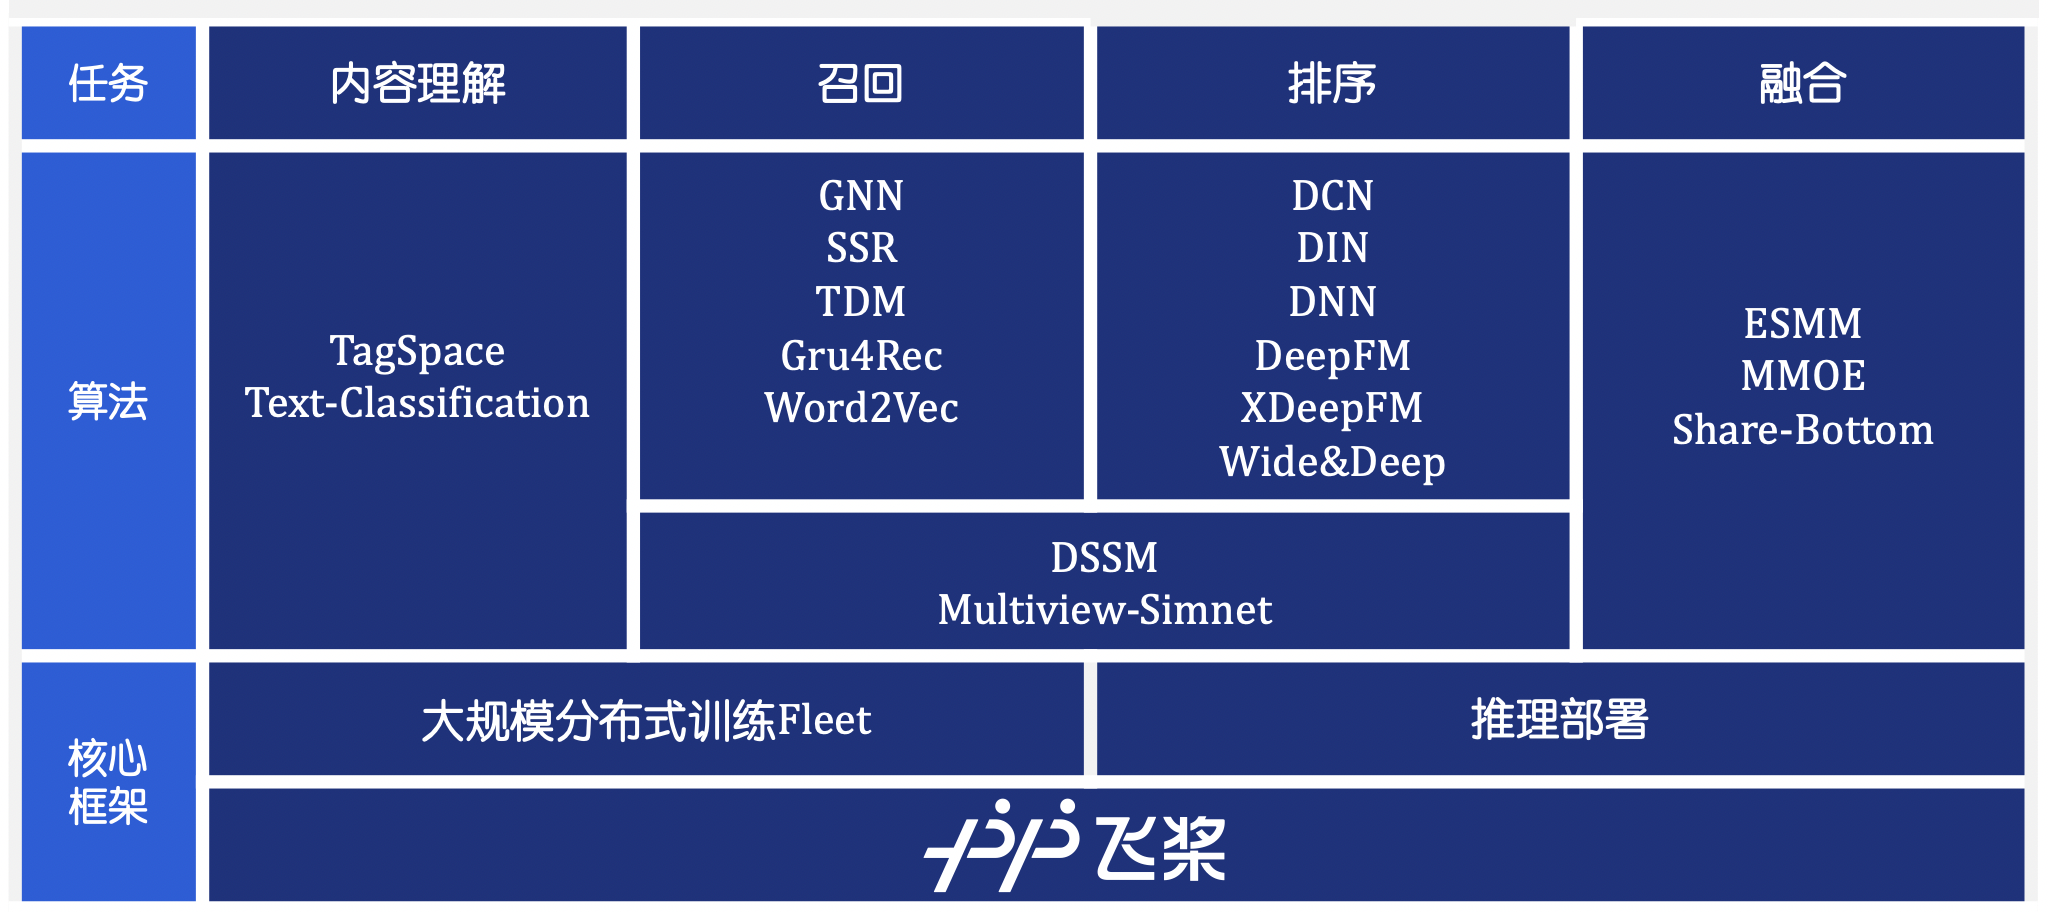 任务
内容理解
召回
排序
融合
算法
TagSpace
Text-Classification
GNN
SSR
TDM
Gru4Rec
Word2Vec
DCN
DIN
DNN
DeepFM
XDeepFM
Wide&Deep
DSSM
Multiview-Simnet
ESMM
MMOE
Share-Bottom
核心
框架
大规模分布式训练Fleet
推理部署
飞桨